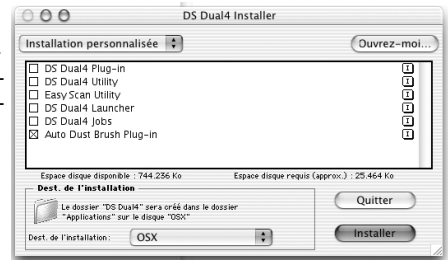 DS Dual4 Installer
Installation personnalisée
Ouvrez-moi...
DS Dual4 Plug-in
DS Dual4 Utility
EasyScan Utility
DS Dual4 Launcher
DS Dual4 Jobs
Auto Dust Brush Plug-in
Espace disque disponible : 744.236 Ko Espace disque requis (approx.) : 25.464 Ko
Dest. de l'installation
Le dossier "DS Dual4" sera créé dans le dossier
"Applications" sur le disque "OSX"
Quitter
Dest. de l'installation: OSX
Installer